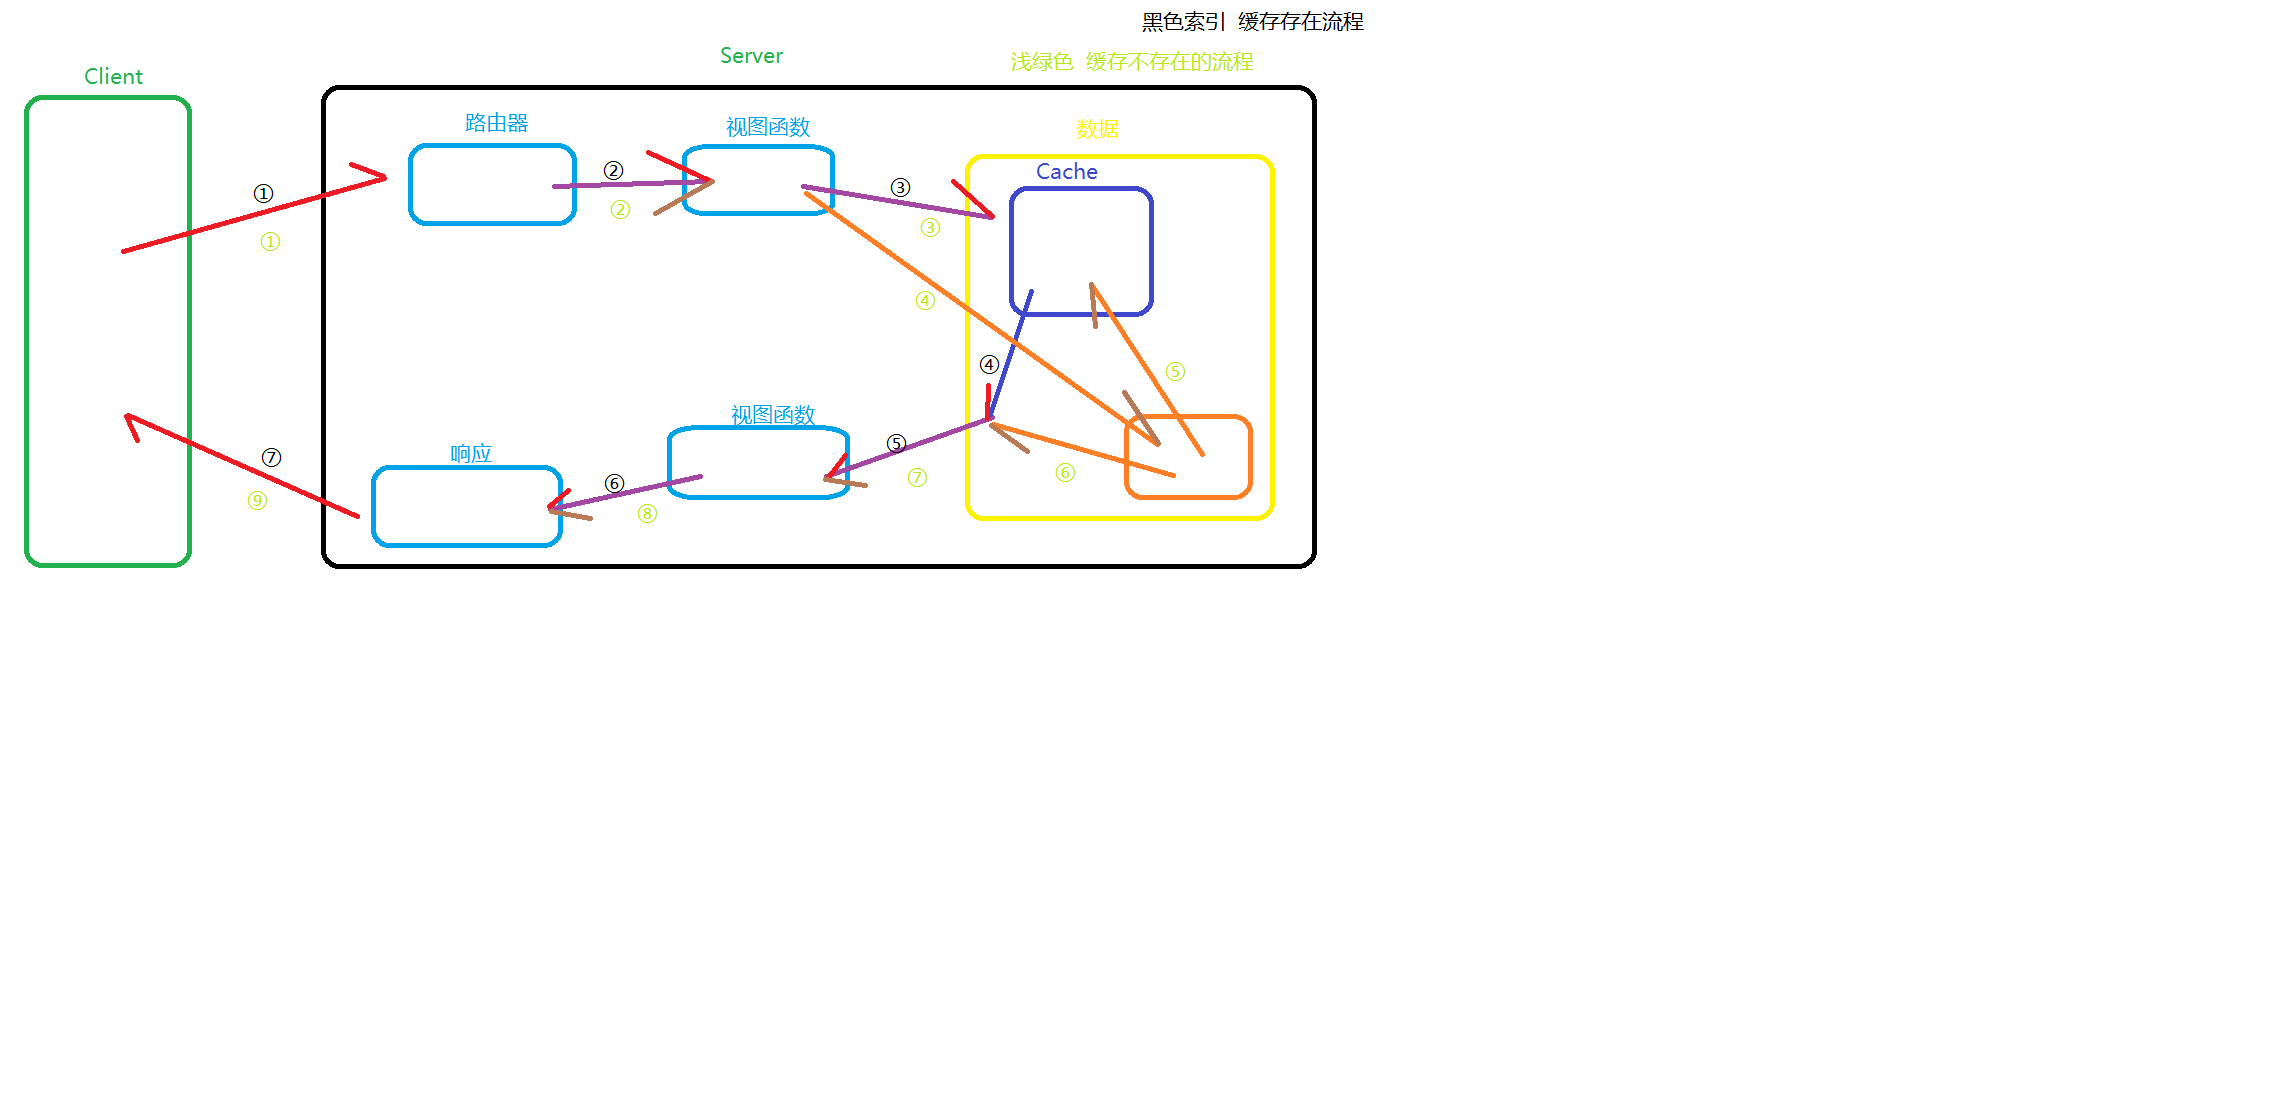 黑色索引 缓存存在流程
Server
浅绿色 缓存不存在的流程
Client
路由器
视图函数
数据
Cache
①
②
③
①
②
③
④
④
⑤
视图函数
响应
⑤
⑥
⑦
⑥
⑦
⑧
⑨